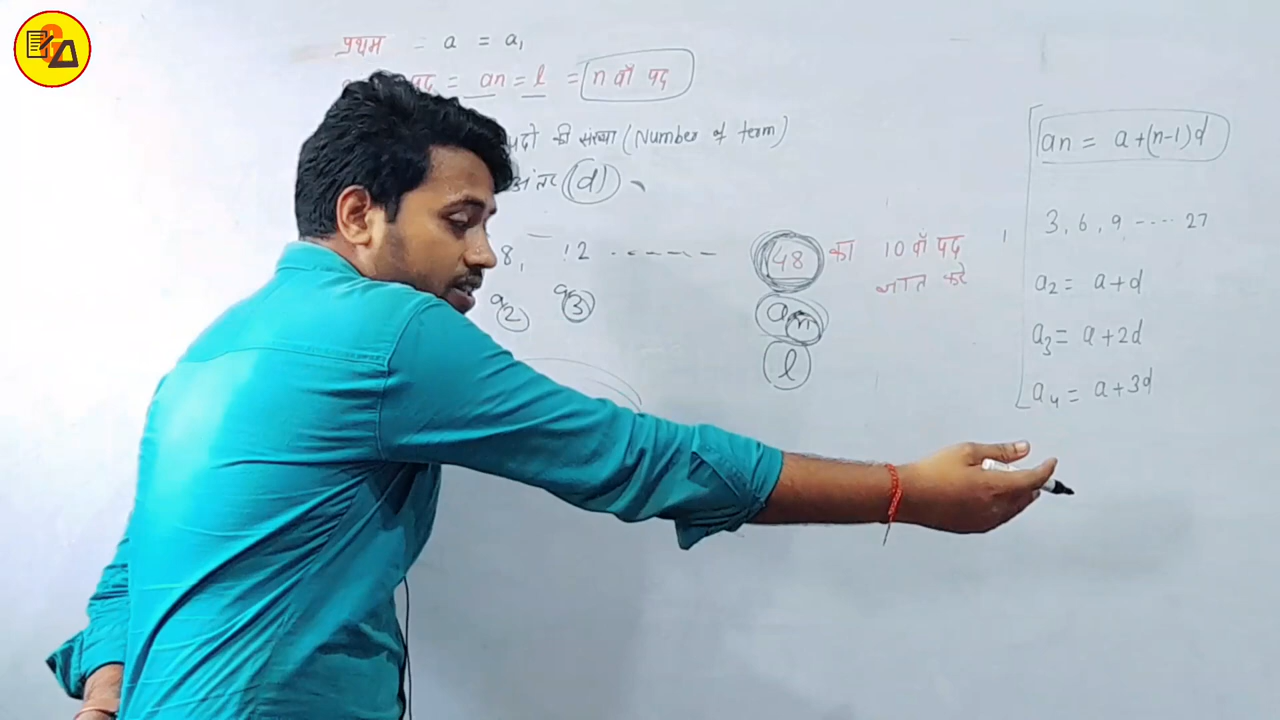 प्रथम = a = a₁
पद = an = l = n वाँ पद
पदो की संख्या (Number of term)
अंतर (d)
8, 12 ------ 48 का 10 वाँ पद
ज्ञात करे
a2 a3 an
l
an = a+(n-1)d
3, 6, 9, ---- 27
a2 = a+d
a3 = a+2d
a4 = a+3d